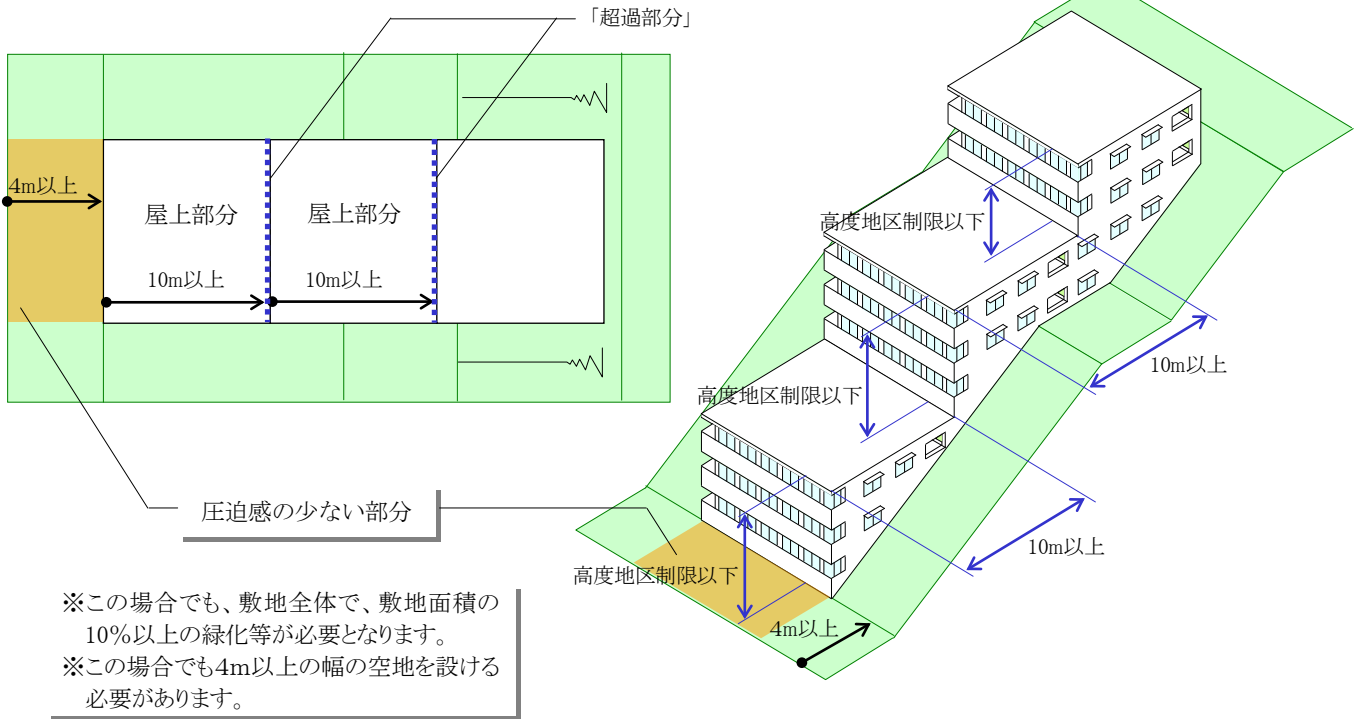 「超過部分」
4m以上
屋上部分
屋上部分
10m以上
10m以上
圧迫感の少ない部分
※この場合でも、敷地全体で、敷地面積の
10%以上の緑化等が必要となります。
※この場合でも4m以上の幅の空地を設ける
必要があります。
高度地区制限以下
高度地区制限以下
高度地区制限以下
10m以上
10m以上
4m以上